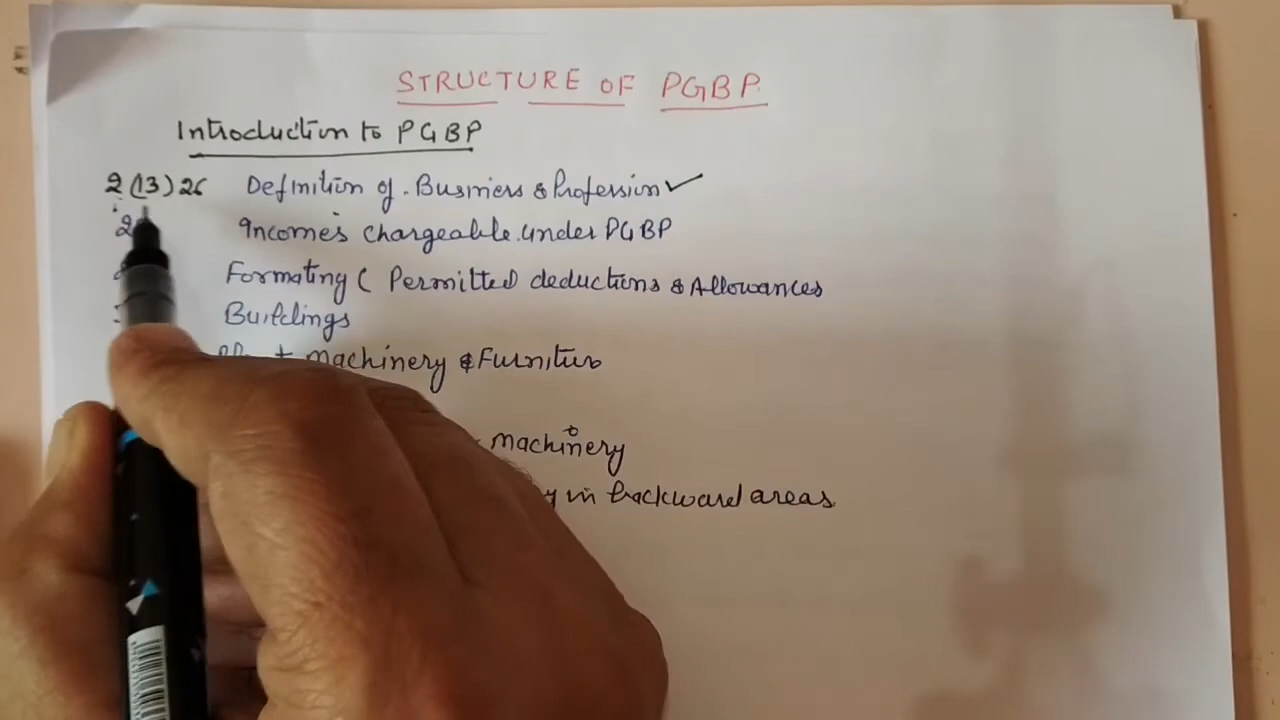 STRUCTURE OF PGBP
Introduction to PGBP
2(13) 26 Definition of Business & Profession ✓
Incomes chargeable under PGBP
Formating ( Permitted deductions & Allowances
Buildings
machinery & Furniture
machinery
in backward areas